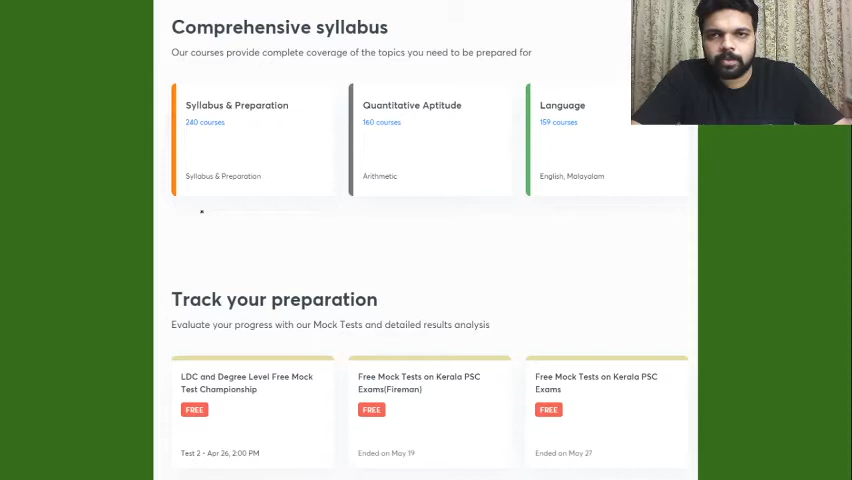 Comprehensive syllabus
Our courses provide complete coverage of the topics you need to be prepared for
Syllabus & Preparation
240 courses
Syllabus & Preparation
Quantitative Aptitude
160 courses
Arithmetic
Language
159 courses
English, Malayalam
Track your preparation
Evaluate your progress with our Mock Tests and detailed results analysis
LDC and Degree Level Free Mock
Test Championship
FREE
Test 2 - Apr 26, 2:00 PM
Free Mock Tests on Kerala PSC
Exams(Fireman)
FREE
Ended on May 19
Free Mock Tests on Kerala PSC
Exams
FREE
Ended on May 27